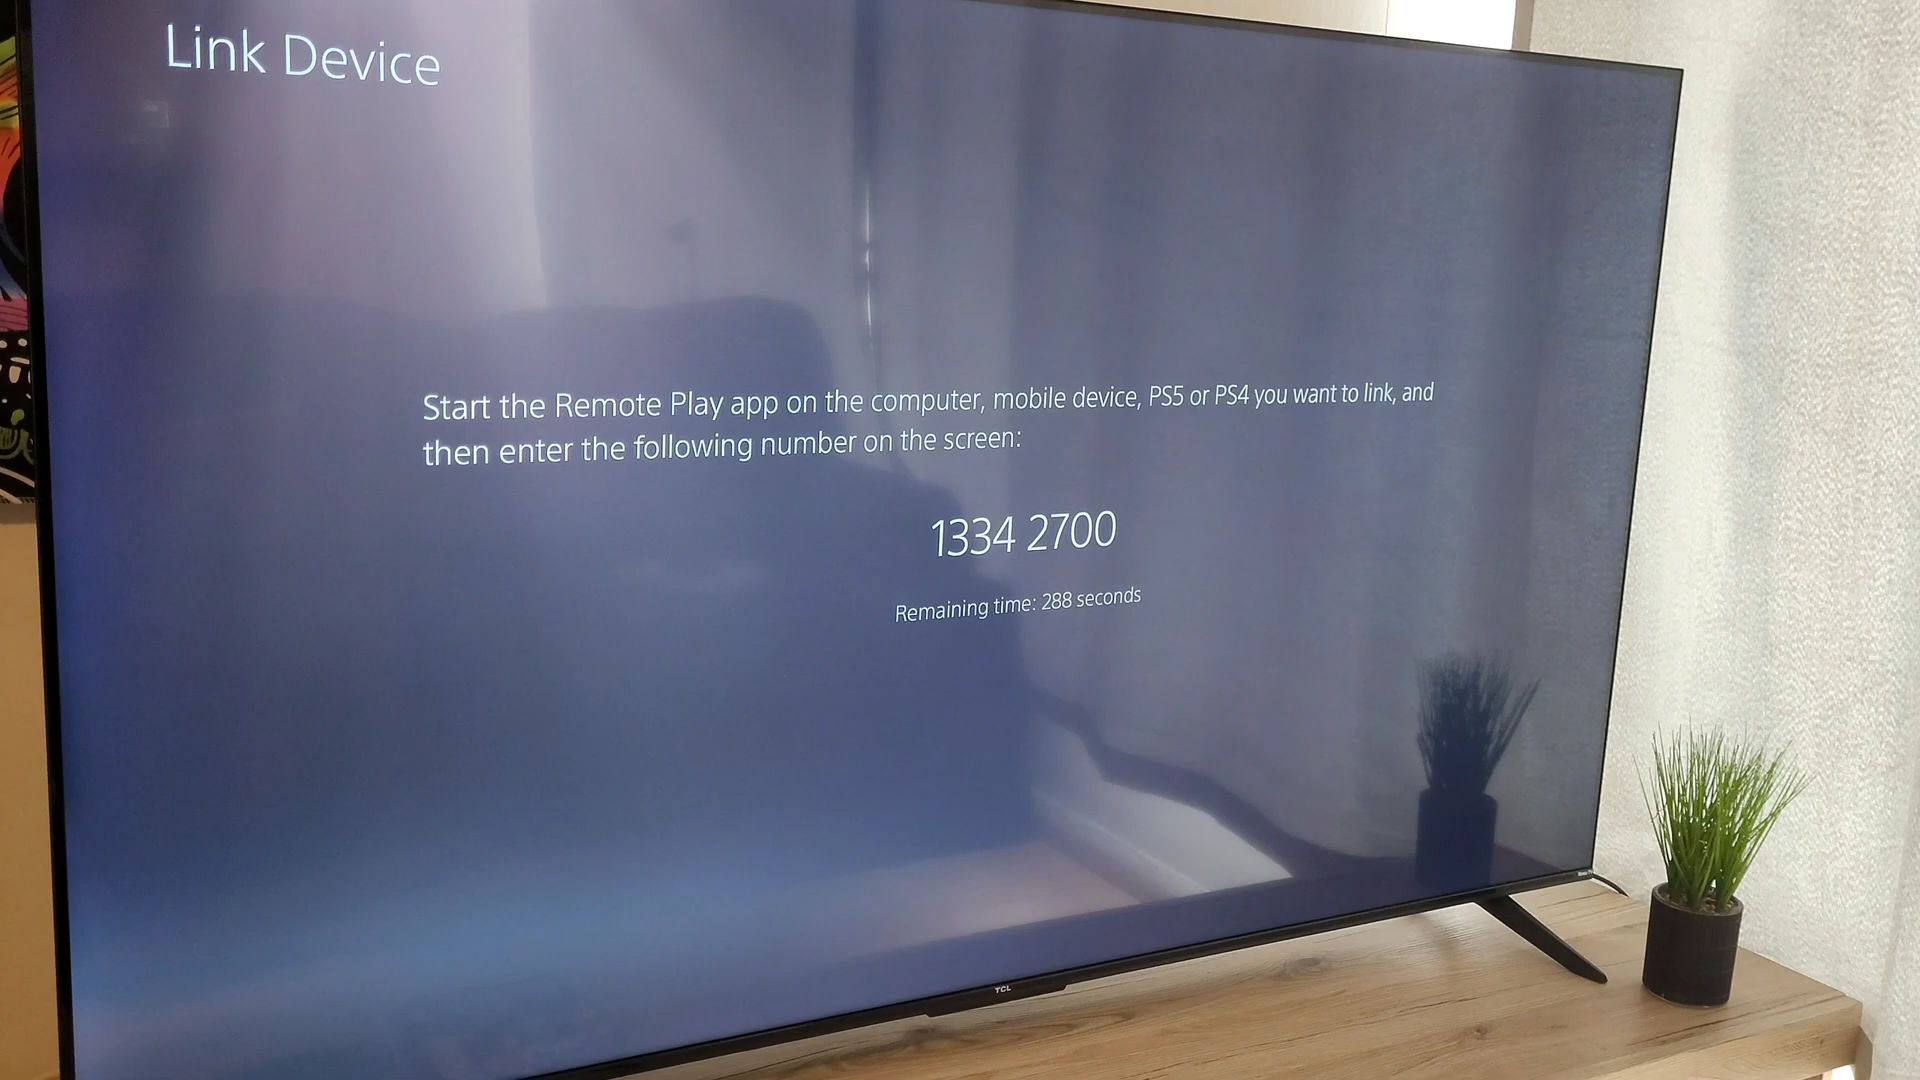 Link Device
Start the Remote Play app on the computer, mobile device, PS5 or PS4 you want to link, and
then enter the following number on the screen:
1334 2700
Remaining time: 288 seconds
TCL